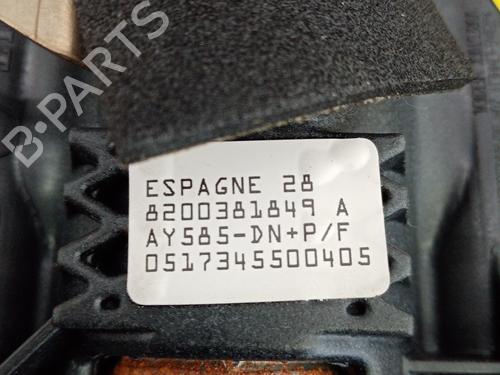 B-PARTS
ESPAGNE 28
8200381849 A
AY585-DN+P/F
0517345500405